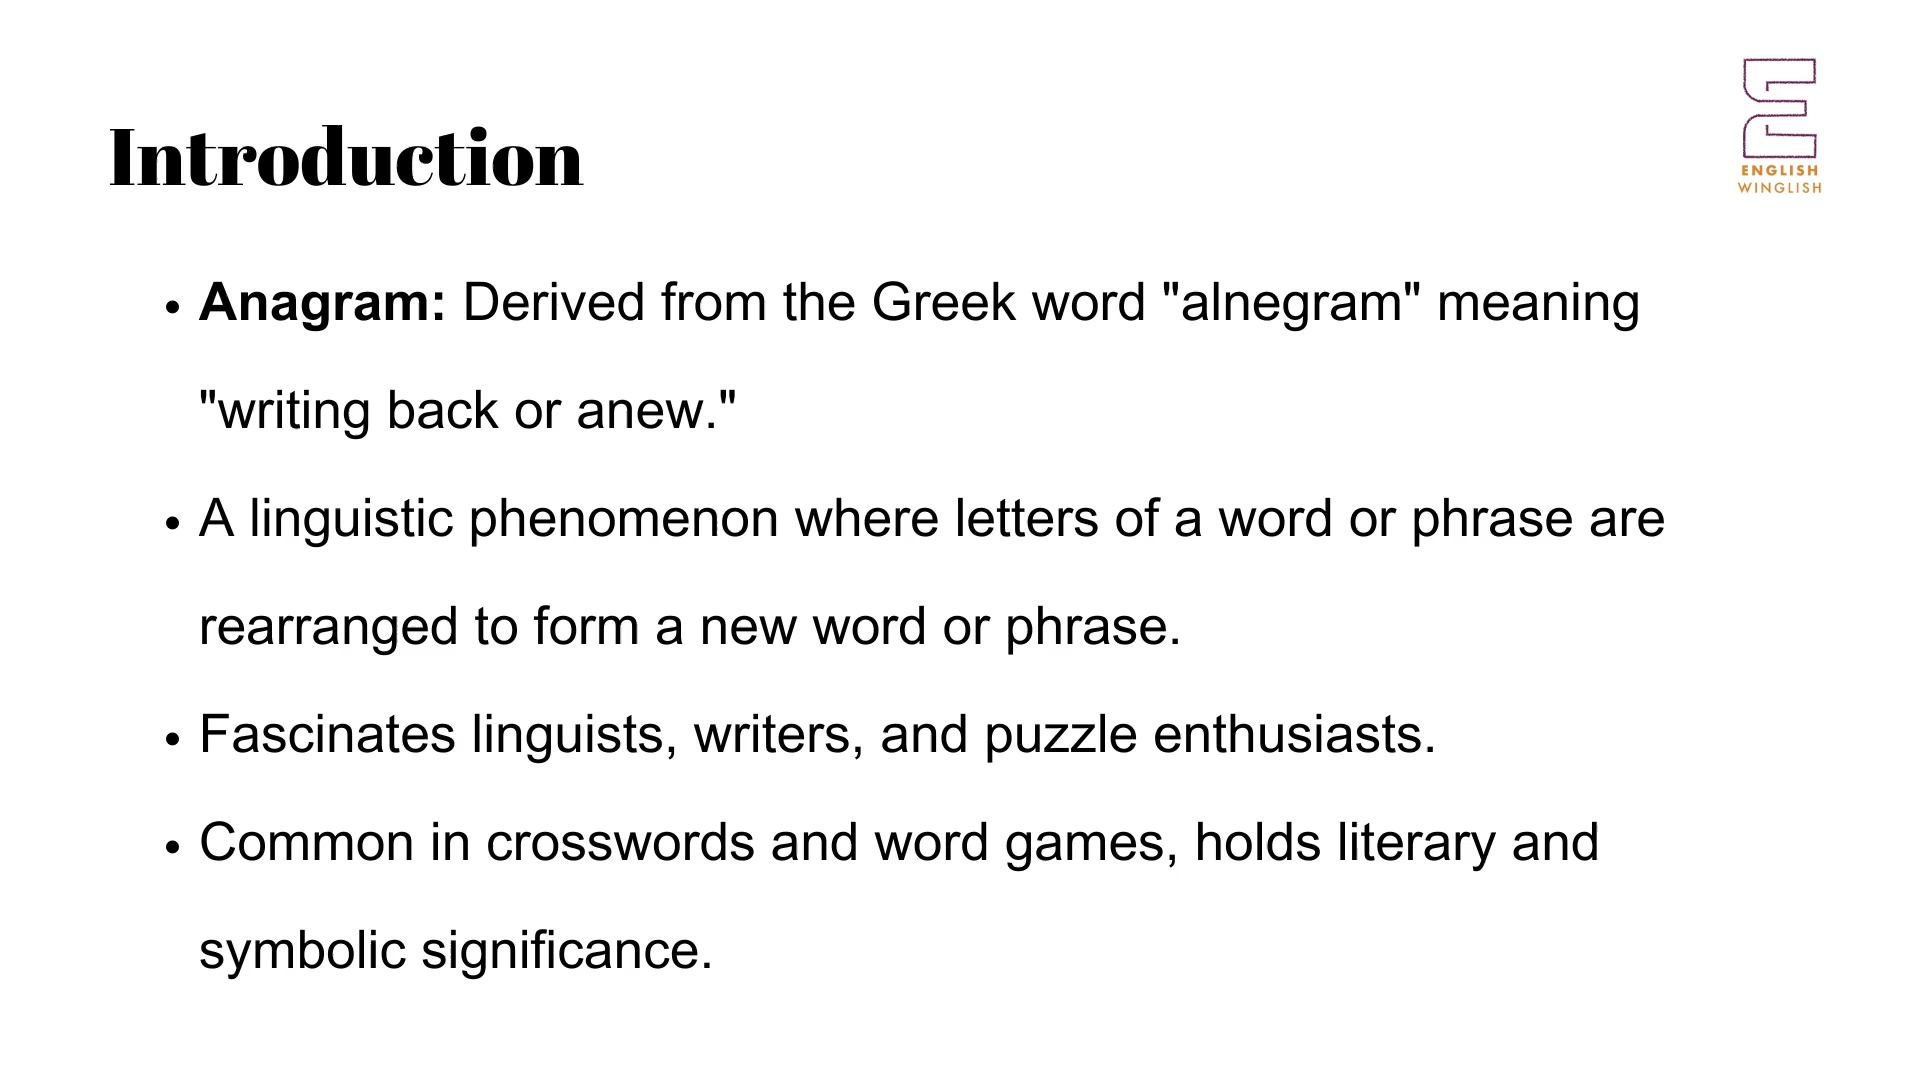 ENGLISH
WINGLISH
Introduction
• Anagram: Derived from the Greek word "alnegram" meaning
"writing back or anew."
• A linguistic phenomenon where letters of a word or phrase are
rearranged to form a new word or phrase.
• Fascinates linguists, writers, and puzzle enthusiasts.
• Common in crosswords and word games, holds literary and
symbolic significance.